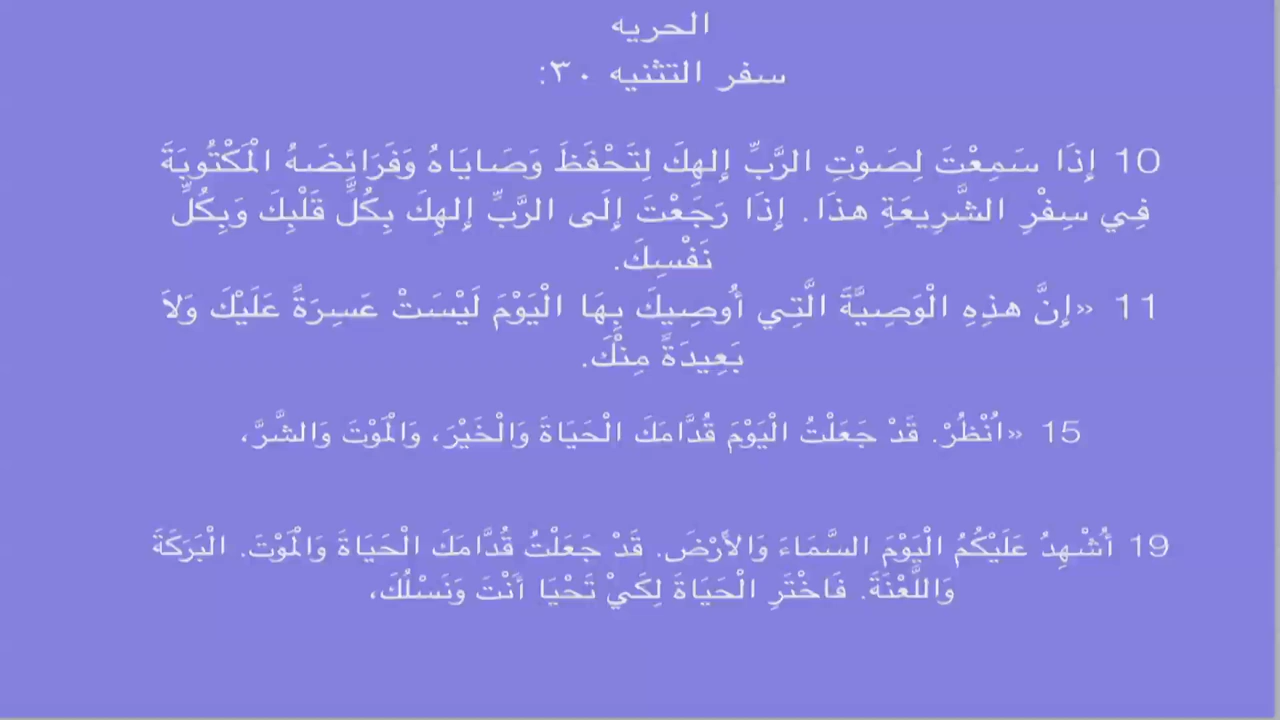 الحريه
سفر التثنيه ٣٠:
10 إِذَا سَمِعْتَ لِصَوْتِ الرَّبِّ إِلهِكَ لِتَحْفَظَ وَصَايَاهُ وَفَرَائِضَهُ الْمَكْتُوبَةَ
فِي سِفْرِ الشَّرِيعَةِ هذَا. إِذَا رَجَعْتَ إِلَى الرَّبِّ إِلهِكَ بِكُلِّ قَلْبِكَ وَبِكُلِّ
نَفْسِكَ.
11 «إِنَّ هذِهِ الْوَصِيَّةَ الَّتِي أُوصِيكَ بِهَا الْيَوْمَ لَيْسَتْ عَسِرَةً عَلَيْكَ وَلاَ
بَعِيدَةً مِنْكَ.
15 «اُنْظُرْ. قَدْ جَعَلْتُ الْيَوْمَ قُدَّامَكَ الْحَيَاةَ وَالْخَيْرَ، وَالْمَوْتَ وَالشَّرَّ،
19 أُشْهِدُ عَلَيْكُمُ الْيَوْمَ السَّمَاءَ وَالأَرْضَ. قَدْ جَعَلْتُ قُدَّامَكَ الْحَيَاةَ وَالْمَوْتَ. الْبَرَكَةَ
وَاللَّعْنَةَ. فَاخْتَرِ الْحَيَاةَ لِكَيْ تَحْيَا أَنْتَ وَنَسْلُكَ،